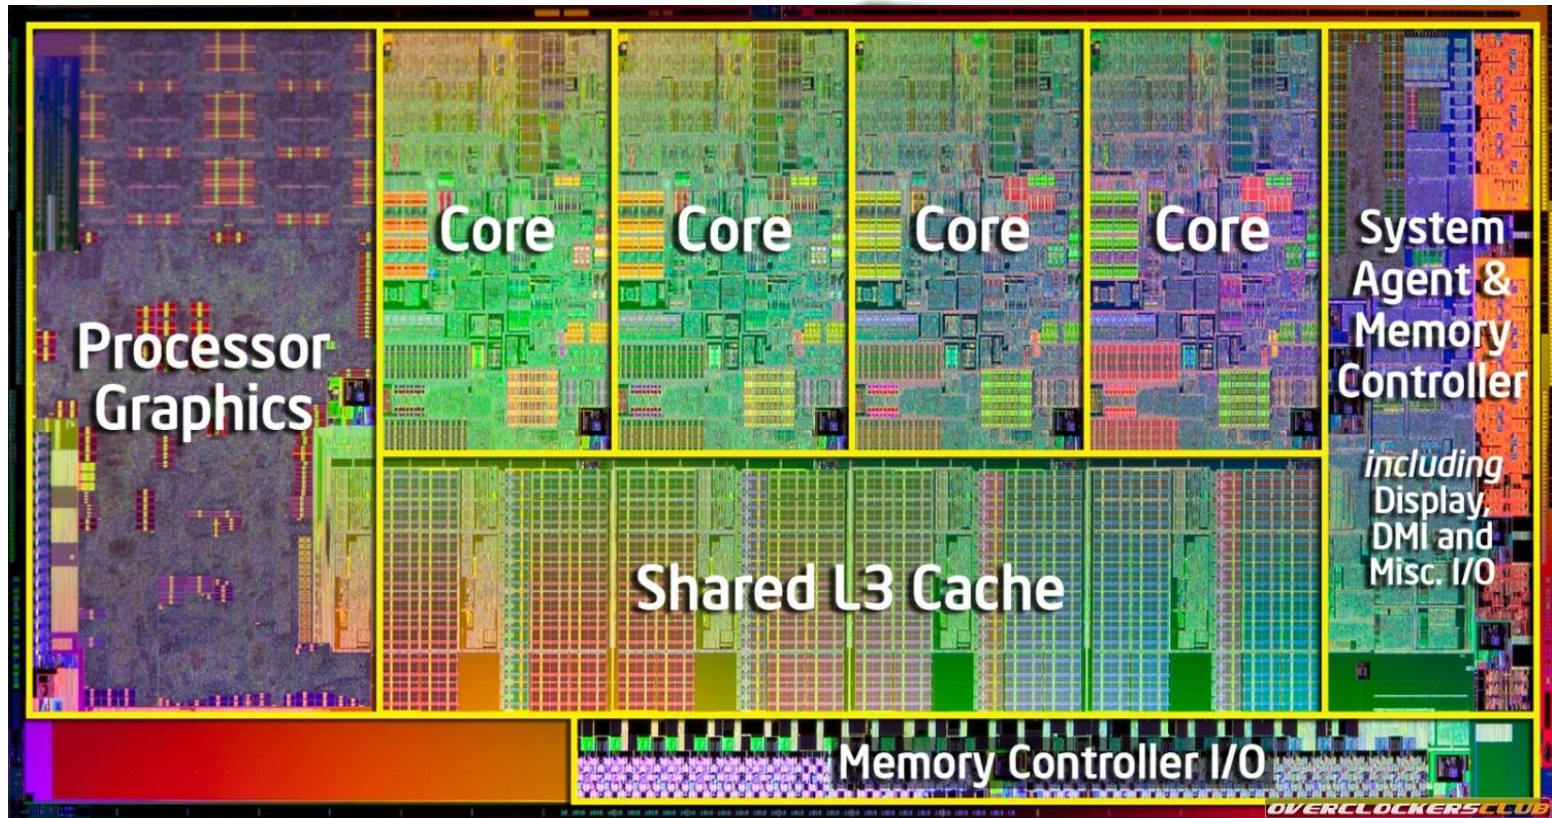 Processor
Graphics
Core
Core
Core
Core
System
Agent &
Memory
Controller
including
Display,
DMI and
Misc. I/O
Shared L3 Cache
Memory Controller I/O
OVERCLOCKERSCLUB